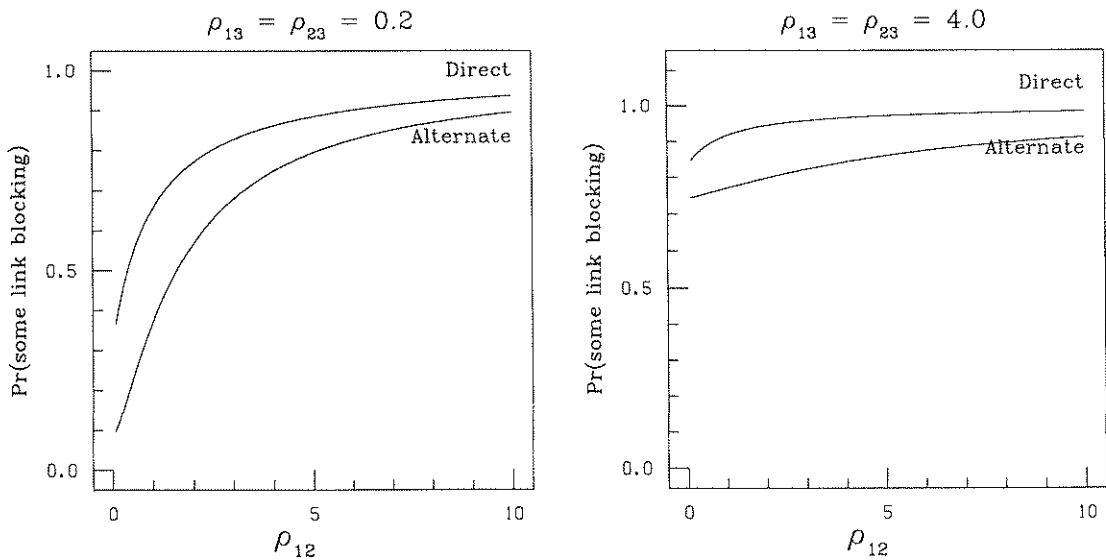 ρ₁₃ = ρ₂₃ = 0.2
Pr(some link blocking)
1.0
0.5
0.0
Direct
Alternate
0
5
10
ρ₁₂
ρ₁₃ = ρ₂₃ = 4.0
Pr(some link blocking)
1.0
0.5
0.0
Direct
Alternate
0
5
10
ρ₁₂